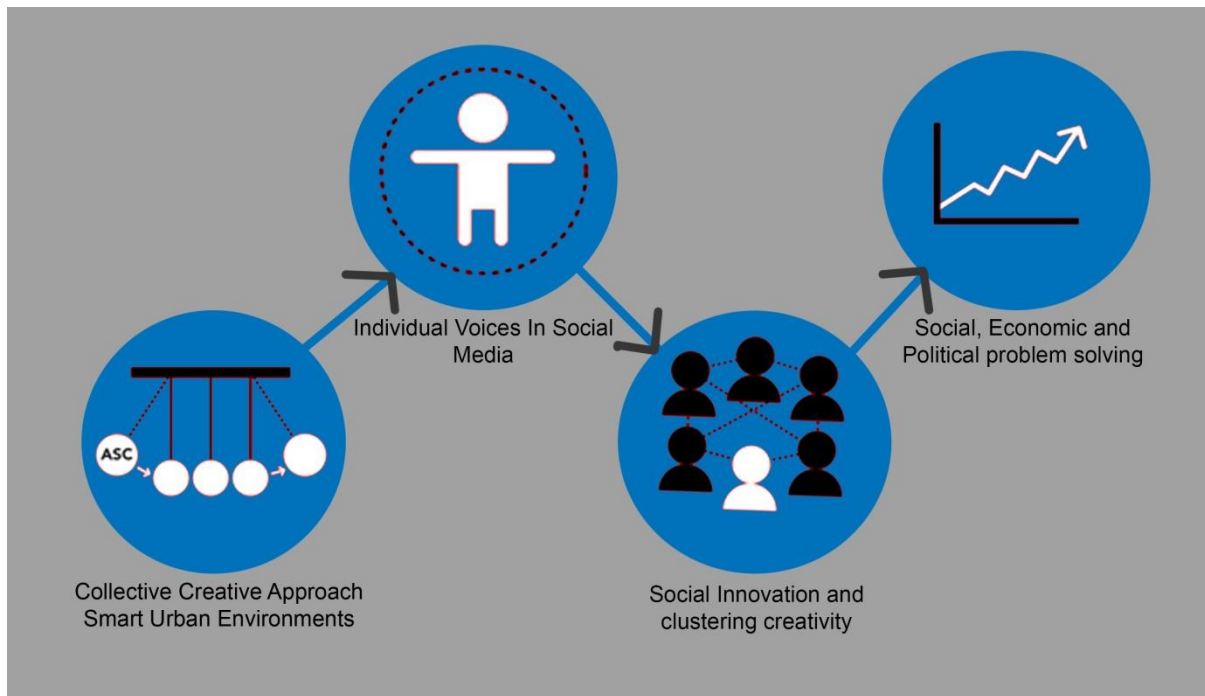 ASC
Collective Creative Approach
Smart Urban Environments
Individual Voices In Social
Media
Social Innovation and
clustering creativity
Social, Economic and
Political problem solving